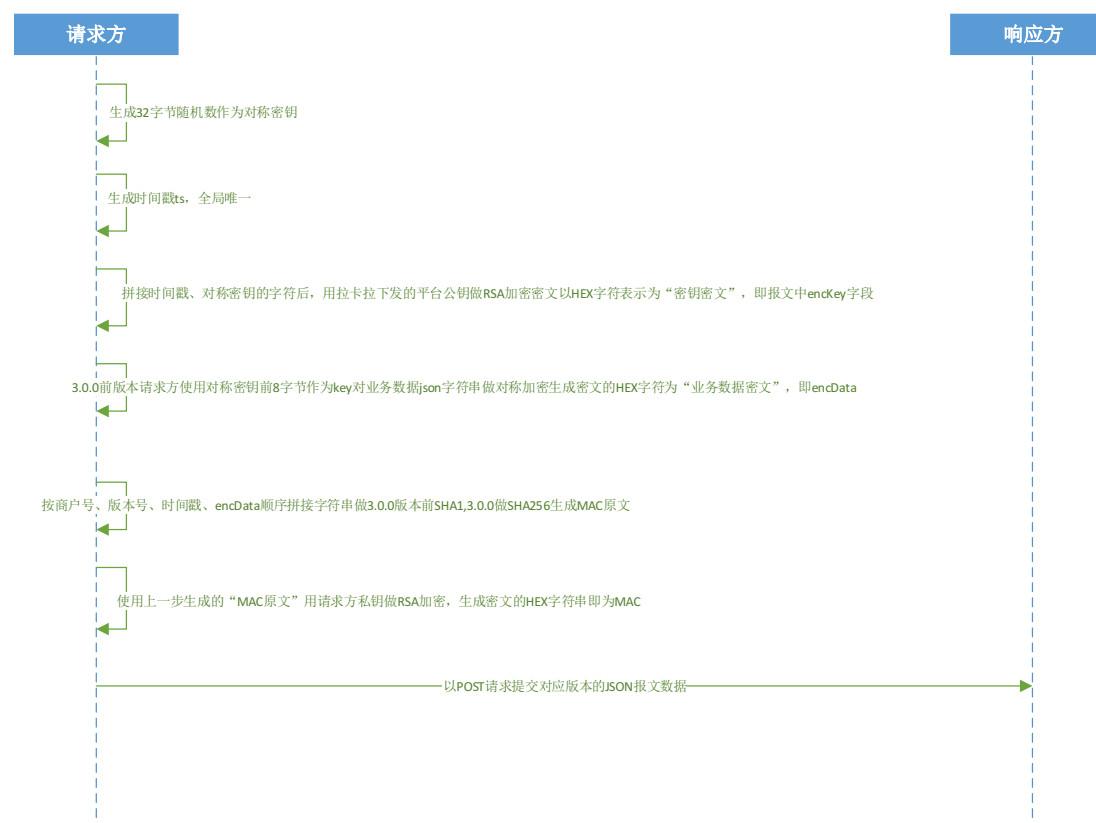 请求方
响应方
生成32字节随机数作为对称密钥
生成时间戳ts，全局唯一
拼接时间戳、对称密钥的字符后，用拉卡拉下发的平台公钥做RSA加密密文以HEX字符表示为“密钥密文”，即报文中encKey字段
3.0.0前版本请求方使用对称密钥前8字节作为key对业务数据json字符串做对称加密生成密文的HEX字符为“业务数据密文”，即encData
按商户号、版本号、时间戳、encData顺序拼接字符串做3.0.0版本前SHA1,3.0.0做SHA256生成MAC原文
使用上一步生成的“MAC原文”用请求方私钥做RSA加密，生成密文的HEX字符串即为MAC
以POST请求提交对应版本的JSON报文数据